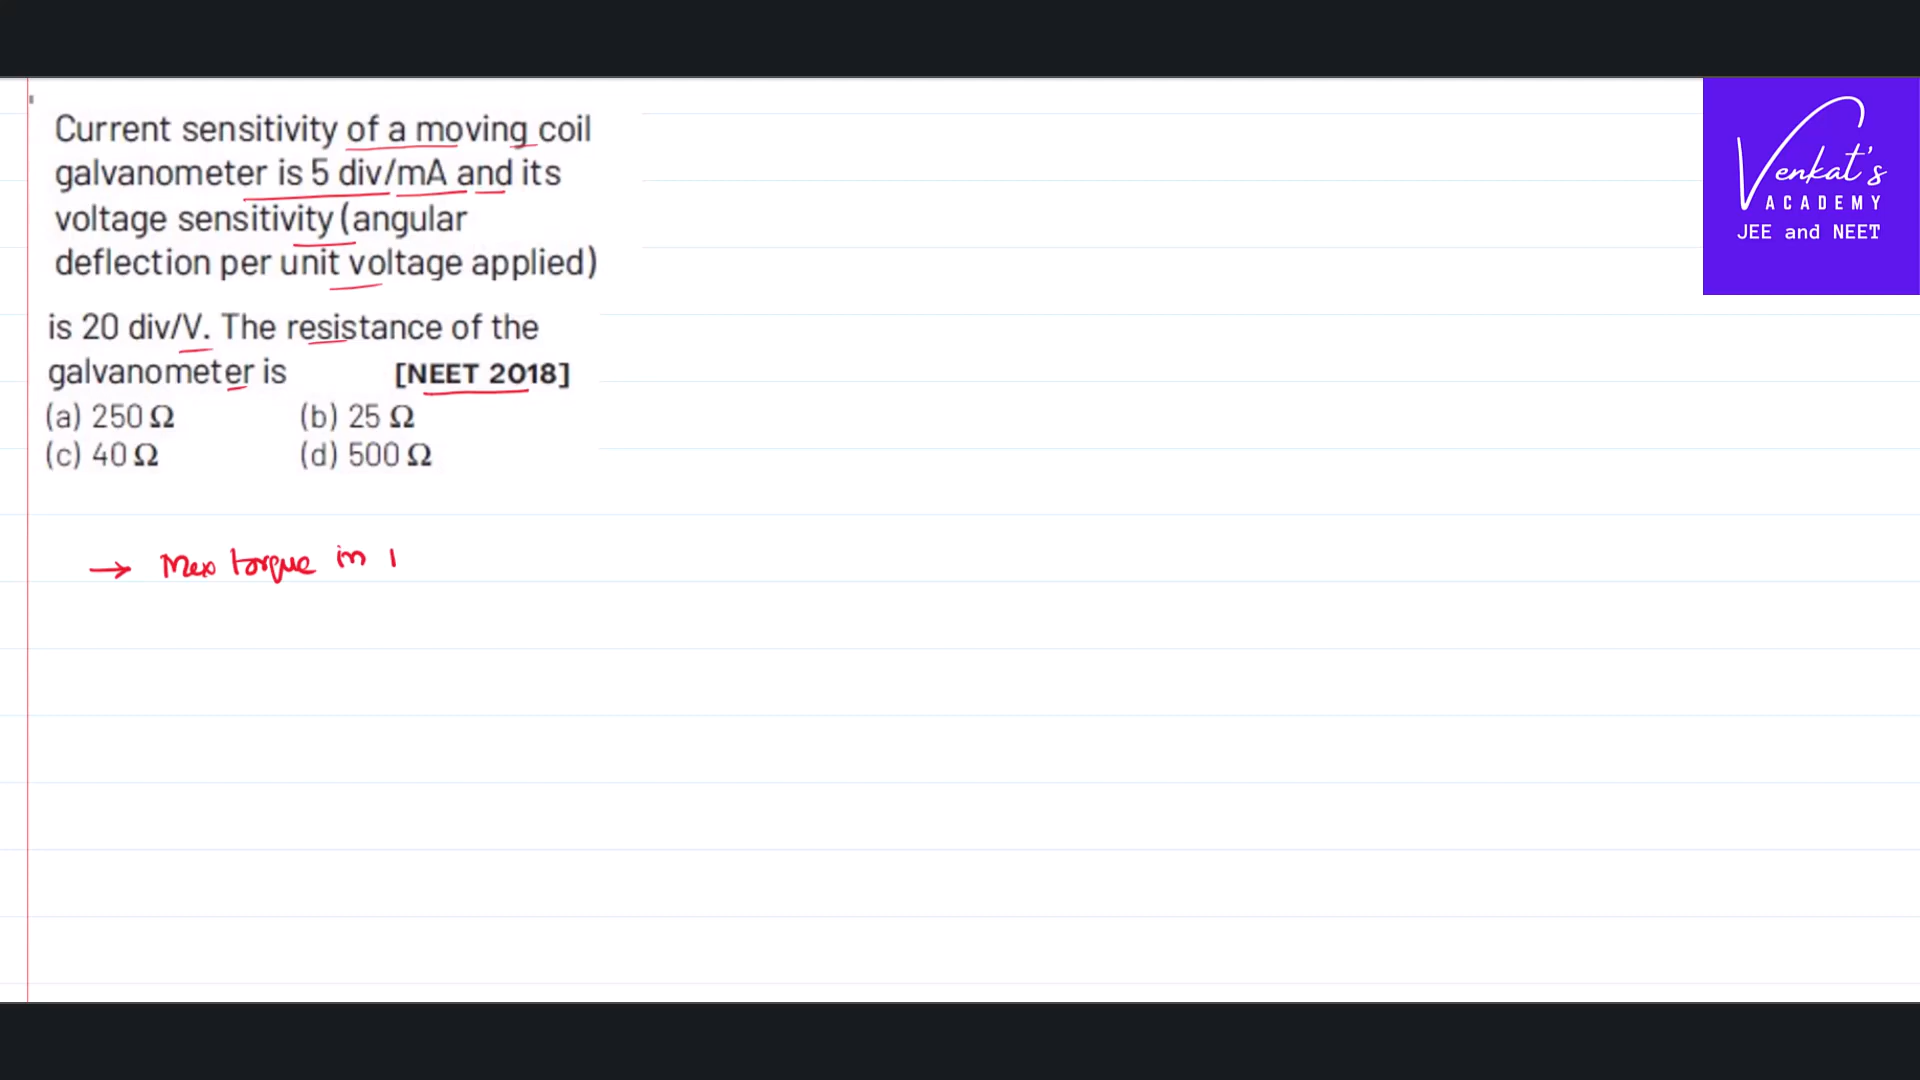 Current sensitivity of a moving coil
galvanometer is 5 div/mA and its
voltage sensitivity (angular
deflection per unit voltage applied)
is 20 div/V. The resistance of the
galvanometer is [NEET 2018]
(a) 250 Ω (b) 25 Ω
(c) 40 Ω (d) 500 Ω
→ Max torque in
Venkat's
ACADEMY
JEE and NEET